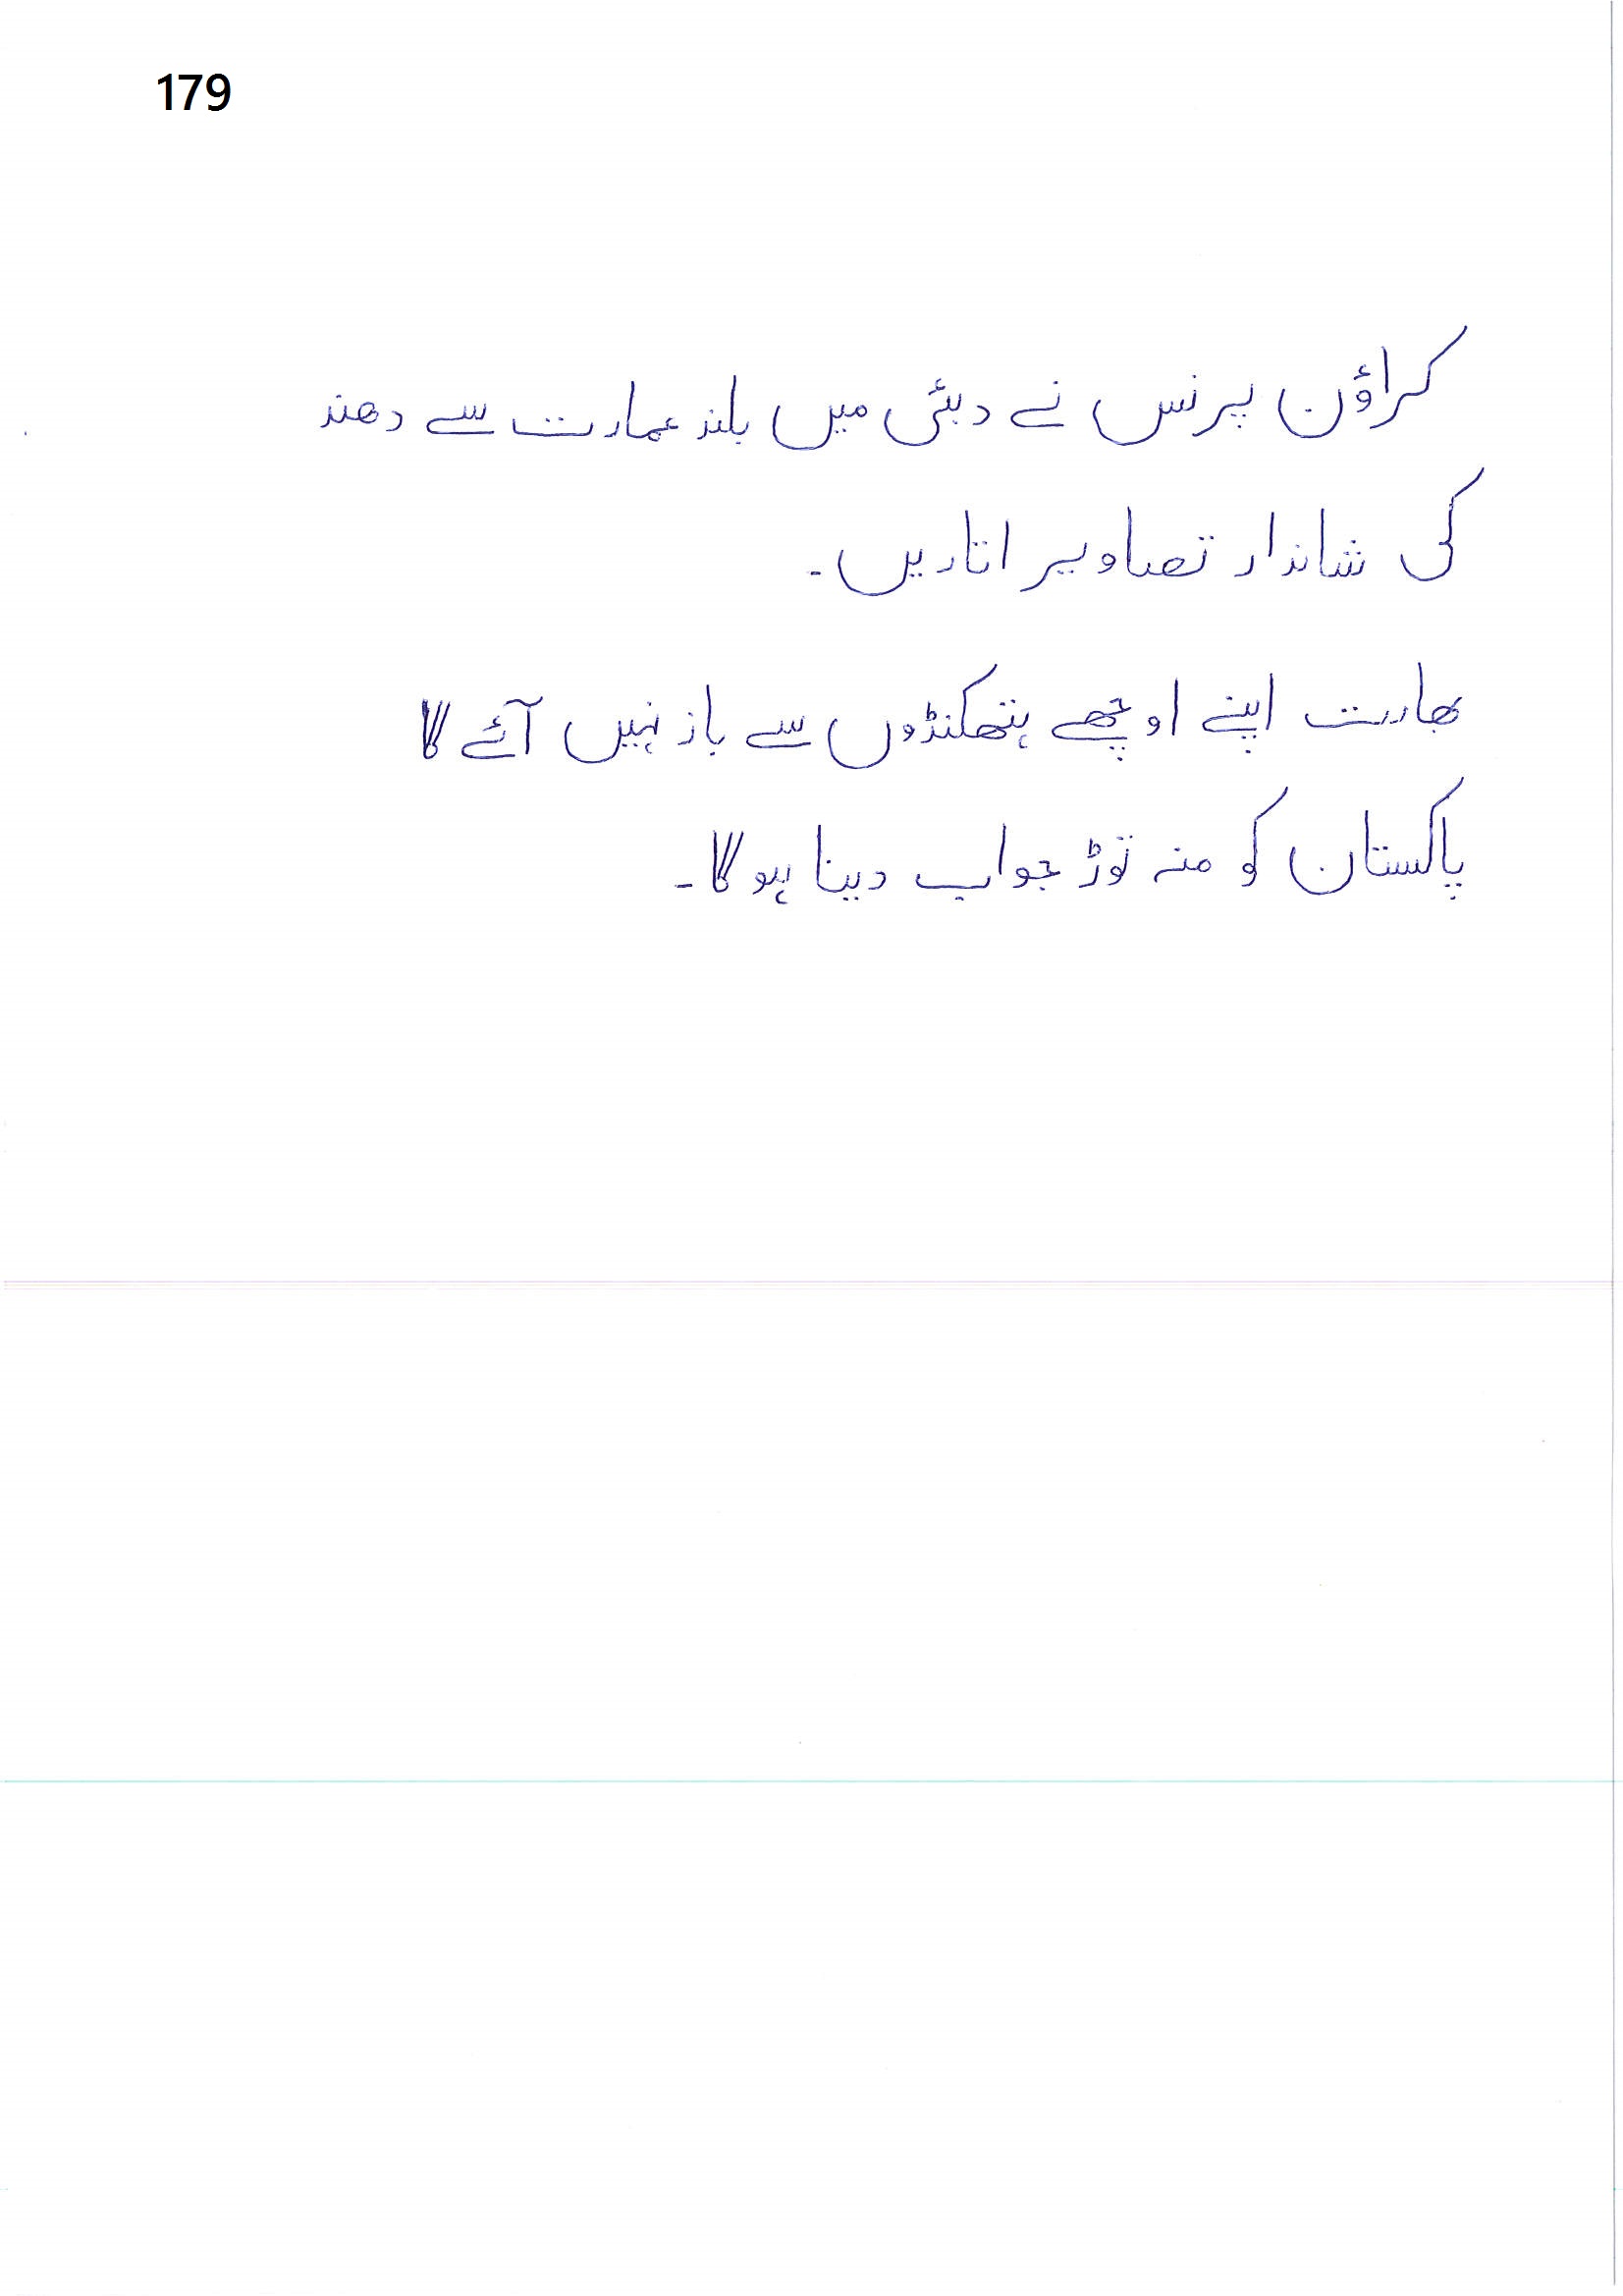 179
کراؤن پرنس نے دبئی میں بلند عمارت سے دھند
کی شاندار تصاویر اتاریں۔
بھارت اپنے اوچھے ہتھکنڈوں سے باز نہیں آئے گا
پاکستان کو منہ توڑ جواب دینا ہو گا۔